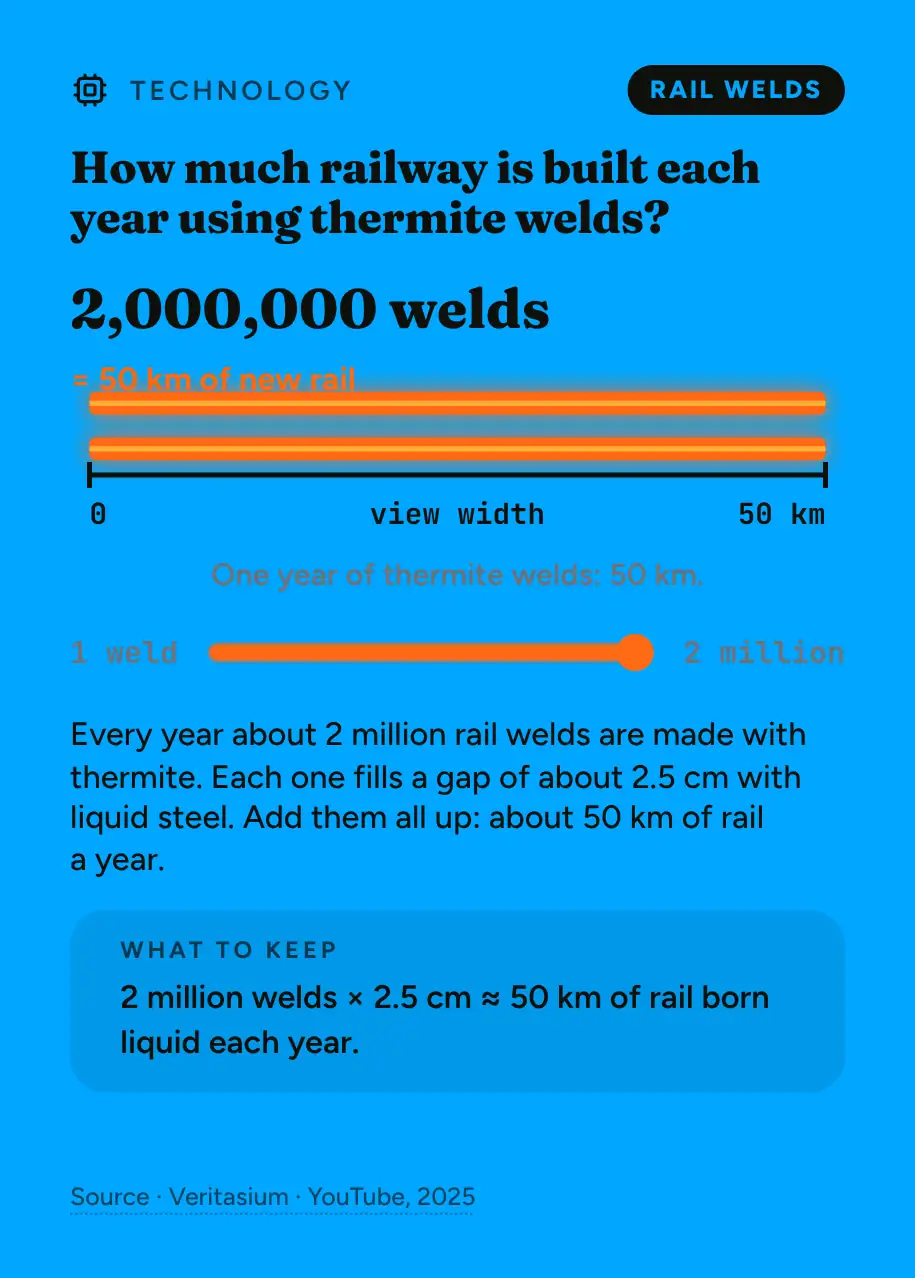 TECHNOLOGY
RAIL WELDS
How much railway is built each
year using thermite welds?
2,000,000 welds
= 50 km of new rail
0 view width 50 km
One year of thermite welds: 50 km.
1 weld 2 million
Every year about 2 million rail welds are made with
thermite. Each one fills a gap of about 2.5 cm with
liquid steel. Add them all up: about 50 km of rail
a year.
WHAT TO KEEP
2 million welds × 2.5 cm ≈ 50 km of rail born
liquid each year.
Source · Veritasium · YouTube, 2025